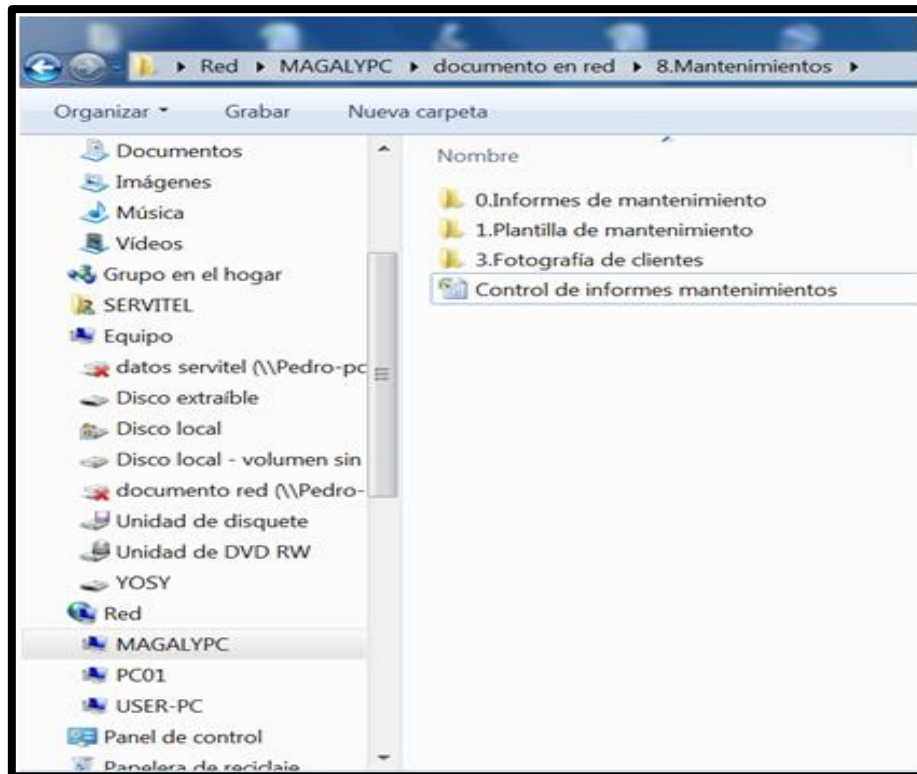 Red MAGALYPC documento en red 8.Mantenimientos
Organizar Grabar Nueva carpeta
Documentos
Imágenes
Música
Vídeos
Grupo en el hogar
SERVITEL
Equipo
datos servitel (\\Pedro-pc
Disco extraíble
Disco local
Disco local - volumen sin
documento red (\\Pedro-
Unidad de disquete
Unidad de DVD RW
YOSY
Red
MAGALYPC
PC01
USER-PC
Panel de control
Papelera de reciclaje
Nombre
0.Informes de mantenimiento
1.Plantilla de mantenimiento
3.Fotografía de clientes
Control de informes mantenimientos